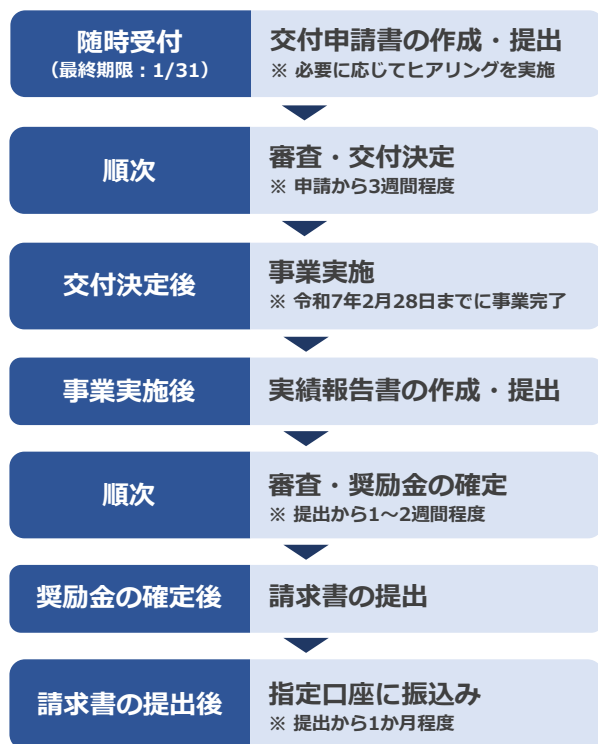 随時受付
（最終期限：1/31）
交付申請書の作成・提出
※ 必要に応じてヒアリングを実施
順次
審査・交付決定
※ 申請から3週間程度
交付決定後
事業実施
※ 令和7年2月28日までに事業完了
事業実施後
実績報告書の作成・提出
順次
審査・奨励金の確定
※ 提出から1～2週間程度
奨励金の確定後
請求書の提出
請求書の提出後
指定口座に振込み
※ 提出から1か月程度